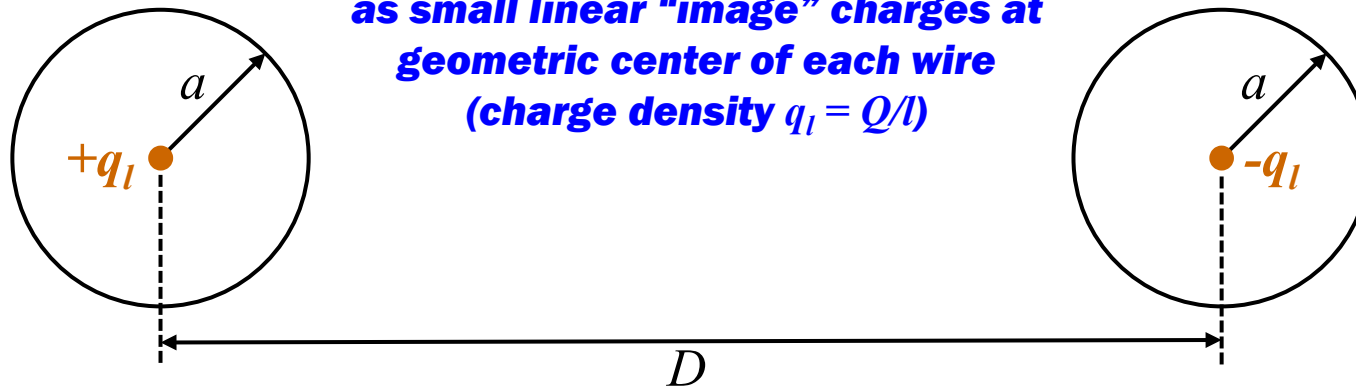 as small linear “image” charges at
geometric center of each wire
(charge density q_l = Q/l)
a
a
+q_l
-q_l
D